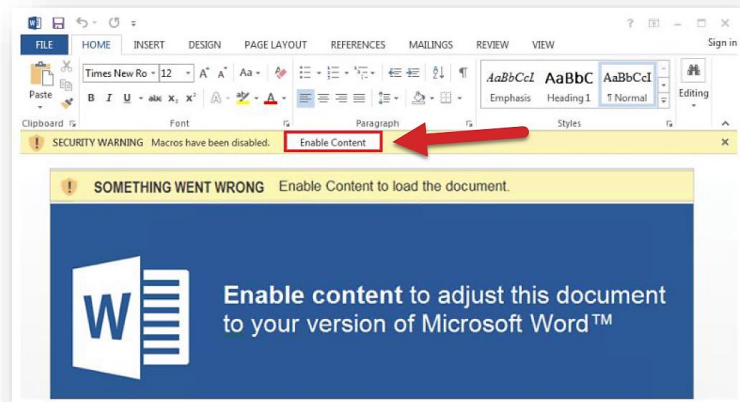 FILE HOME INSERT DESIGN PAGE LAYOUT REFERENCES MAILINGS REVIEW VIEW Sign in
Times New Ro 12 A A Aa
AaBbCcI AaBbC AaBbCcI
Paste B I U abc X₂ X² A A Emphasis Heading 1 ¶ Normal Editing
Clipboard Font Paragraph Styles
SECURITY WARNING Macros have been disabled. Enable Content
SOMETHING WENT WRONG Enable Content to load the document.
W
Enable content to adjust this document
to your version of Microsoft Word™